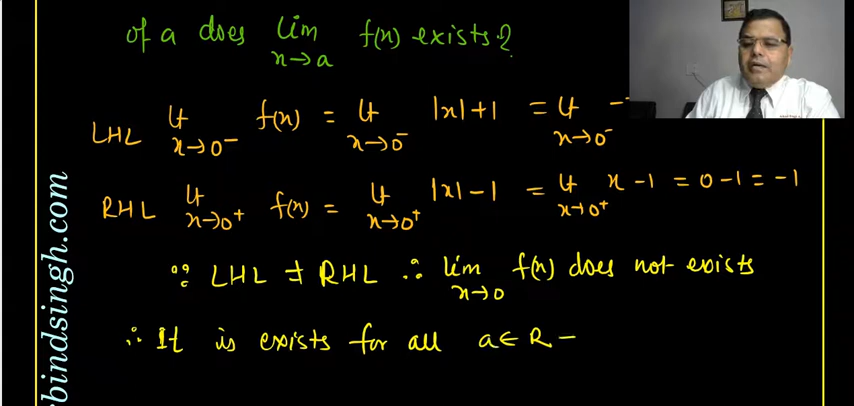 of a does lim x→a f(x) exists?
LHL Lt x→0⁻ f(x) = Lt x→0⁻ |x|+1 = Lt x→0⁻ -
RHL Lt x→0⁺ f(x) = Lt x→0⁺ |x|-1 = Lt x→0⁺ x-1 = 0-1 = -1
∵ LHL ≠ RHL ∴ lim x→0 f(x) does not exists
∴ It is exists for all a ∈ R -
bindsingh.com